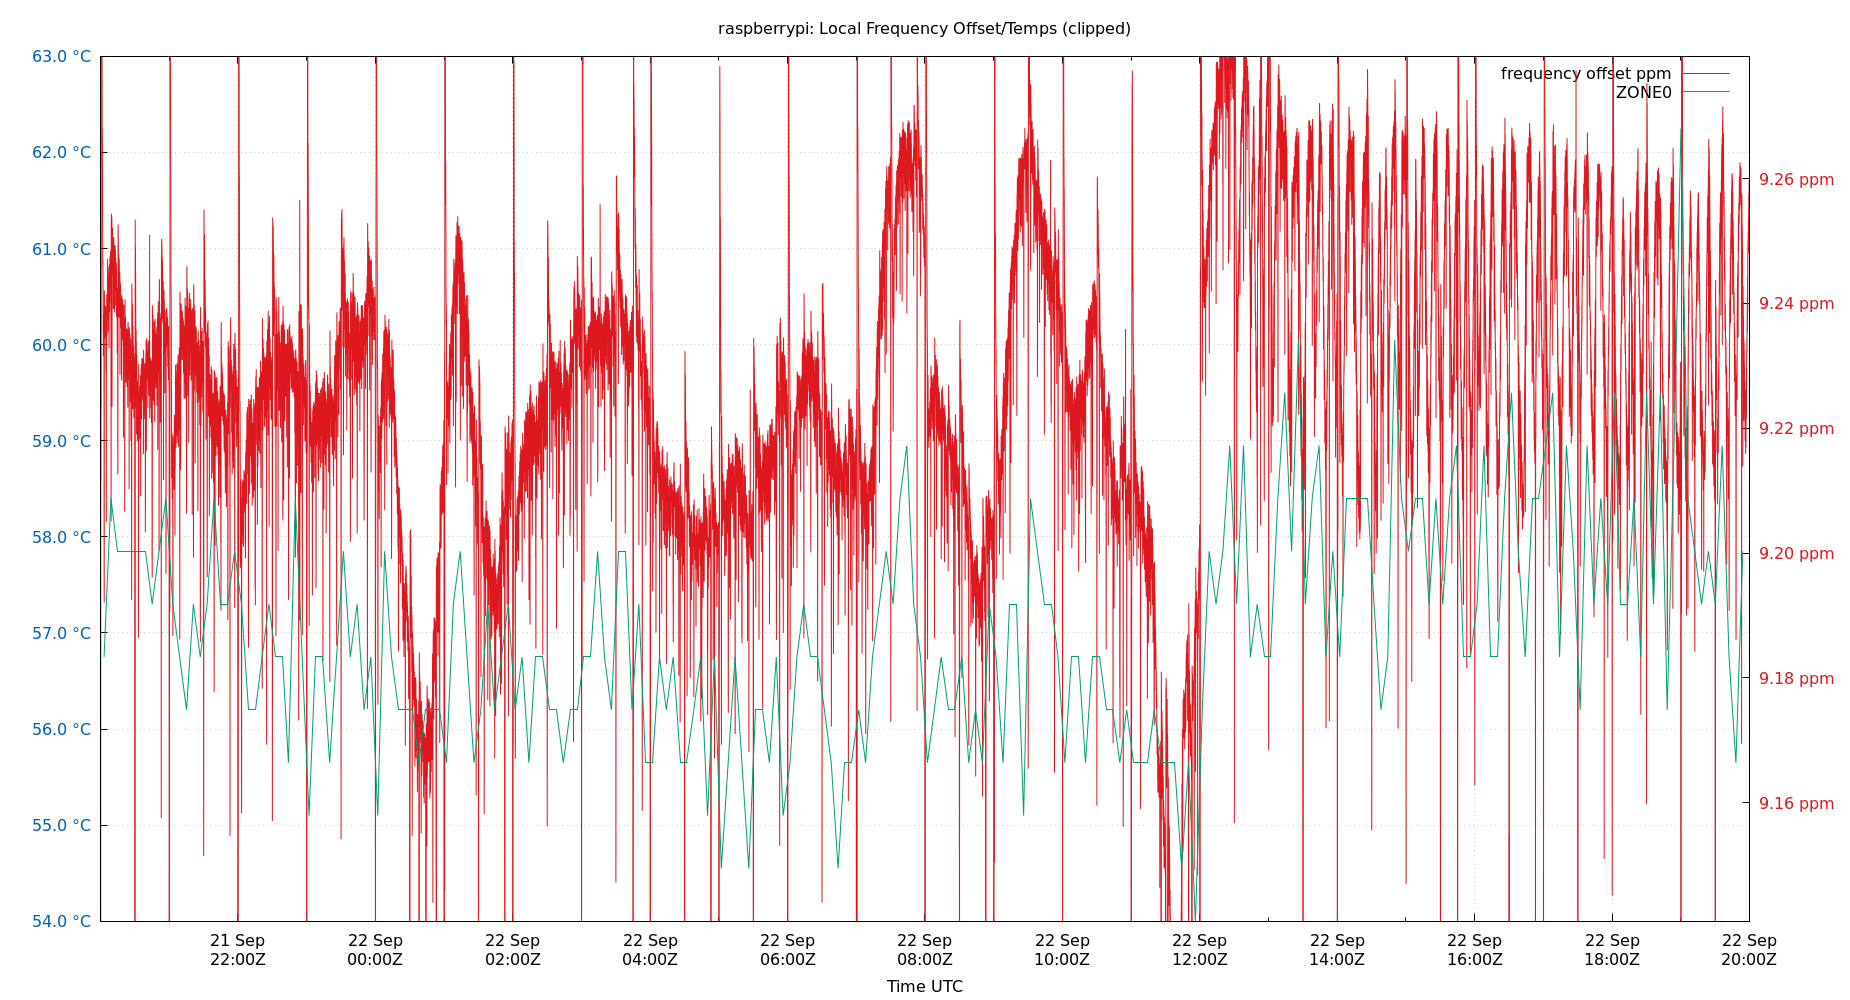 raspberrypi: Local Frequency Offset/Temps (clipped)
63.0 °C
62.0 °C
61.0 °C
60.0 °C
59.0 °C
58.0 °C
57.0 °C
56.0 °C
55.0 °C
54.0 °C
frequency offset ppm
ZONE0
9.26 ppm
9.24 ppm
9.22 ppm
9.20 ppm
9.18 ppm
9.16 ppm
21 Sep
22:00Z
22 Sep
00:00Z
22 Sep
02:00Z
22 Sep
04:00Z
22 Sep
06:00Z
22 Sep
08:00Z
22 Sep
10:00Z
22 Sep
12:00Z
22 Sep
14:00Z
22 Sep
16:00Z
22 Sep
18:00Z
22 Sep
20:00Z
Time UTC